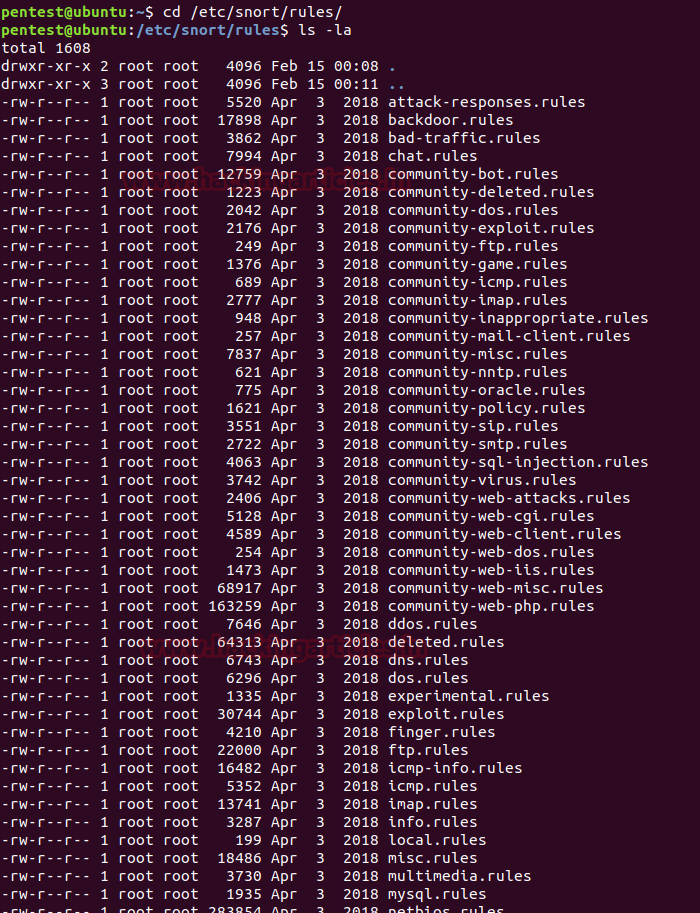 pentest@ubuntu:~$ cd /etc/snort/rules/
pentest@ubuntu:/etc/snort/rules$ ls -la
total 1608
drwxr-xr-x 2 root root   4096 Feb 15 00:08 .
drwxr-xr-x 3 root root   4096 Feb 15 00:11 ..
-rw-r--r-- 1 root root   5520 Apr  3  2018 attack-responses.rules
-rw-r--r-- 1 root root  17898 Apr  3  2018 backdoor.rules
-rw-r--r-- 1 root root   3862 Apr  3  2018 bad-traffic.rules
-rw-r--r-- 1 root root   7994 Apr  3  2018 chat.rules
-rw-r--r-- 1 root root  12759 Apr  3  2018 community-bot.rules
-rw-r--r-- 1 root root   1223 Apr  3  2018 community-deleted.rules
-rw-r--r-- 1 root root   2042 Apr  3  2018 community-dos.rules
-rw-r--r-- 1 root root   2176 Apr  3  2018 community-exploit.rules
-rw-r--r-- 1 root root    249 Apr  3  2018 community-ftp.rules
-rw-r--r-- 1 root root   1376 Apr  3  2018 community-game.rules
-rw-r--r-- 1 root root    689 Apr  3  2018 community-icmp.rules
-rw-r--r-- 1 root root   2777 Apr  3  2018 community-imap.rules
-rw-r--r-- 1 root root    948 Apr  3  2018 community-inappropriate.rules
-rw-r--r-- 1 root root    257 Apr  3  2018 community-mail-client.rules
-rw-r--r-- 1 root root   7837 Apr  3  2018 community-misc.rules
-rw-r--r-- 1 root root    621 Apr  3  2018 community-nntp.rules
-rw-r--r-- 1 root root    775 Apr  3  2018 community-oracle.rules
-rw-r--r-- 1 root root   1621 Apr  3  2018 community-policy.rules
-rw-r--r-- 1 root root   3551 Apr  3  2018 community-sip.rules
-rw-r--r-- 1 root root   2722 Apr  3  2018 community-smtp.rules
-rw-r--r-- 1 root root   4063 Apr  3  2018 community-sql-injection.rules
-rw-r--r-- 1 root root   3742 Apr  3  2018 community-virus.rules
-rw-r--r-- 1 root root   2406 Apr  3  2018 community-web-attacks.rules
-rw-r--r-- 1 root root   5128 Apr  3  2018 community-web-cgi.rules
-rw-r--r-- 1 root root   4589 Apr  3  2018 community-web-client.rules
-rw-r--r-- 1 root root    254 Apr  3  2018 community-web-dos.rules
-rw-r--r-- 1 root root   1473 Apr  3  2018 community-web-iis.rules
-rw-r--r-- 1 root root  68917 Apr  3  2018 community-web-misc.rules
-rw-r--r-- 1 root root 163259 Apr  3  2018 community-web-php.rules
-rw-r--r-- 1 root root   7646 Apr  3  2018 ddos.rules
-rw-r--r-- 1 root root  64313 Apr  3  2018 deleted.rules
-rw-r--r-- 1 root root   6743 Apr  3  2018 dns.rules
-rw-r--r-- 1 root root   6296 Apr  3  2018 dos.rules
-rw-r--r-- 1 root root   1335 Apr  3  2018 experimental.rules
-rw-r--r-- 1 root root  30744 Apr  3  2018 exploit.rules
-rw-r--r-- 1 root root   4210 Apr  3  2018 finger.rules
-rw-r--r-- 1 root root  22000 Apr  3  2018 ftp.rules
-rw-r--r-- 1 root root  16482 Apr  3  2018 icmp-info.rules
-rw-r--r-- 1 root root   5352 Apr  3  2018 icmp.rules
-rw-r--r-- 1 root root  13741 Apr  3  2018 imap.rules
-rw-r--r-- 1 root root   3287 Apr  3  2018 info.rules
-rw-r--r-- 1 root root    199 Apr  3  2018 local.rules
-rw-r--r-- 1 root root  18486 Apr  3  2018 misc.rules
-rw-r--r-- 1 root root   3730 Apr  3  2018 multimedia.rules
-rw-r--r-- 1 root root   1935 Apr  3  2018 mysql.rules
-rw-r--r-- 1 root root 283854 Apr  3  2018 netbios.rules